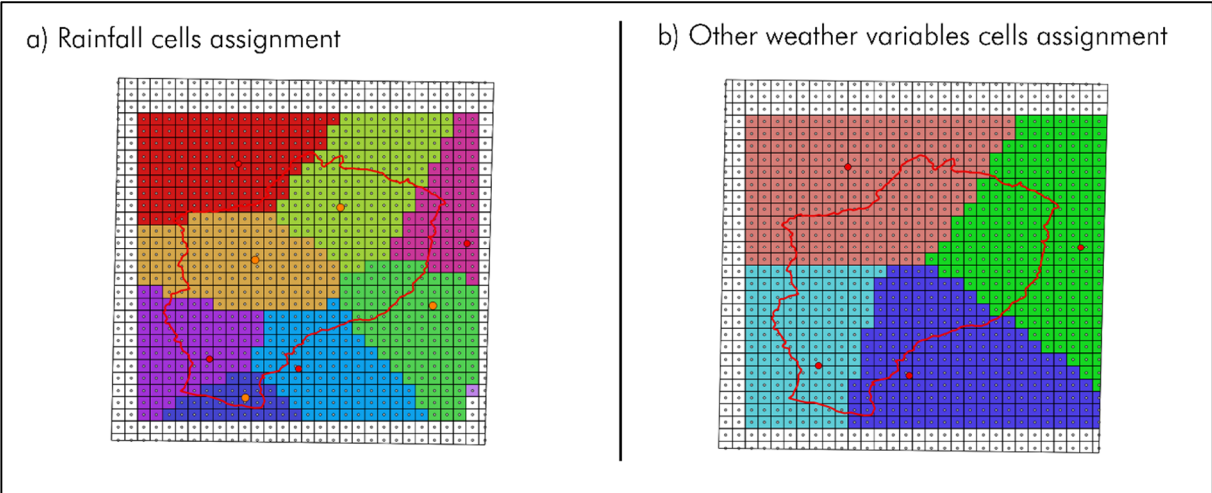 a) Rainfall cells assignment
b) Other weather variables cells assignment